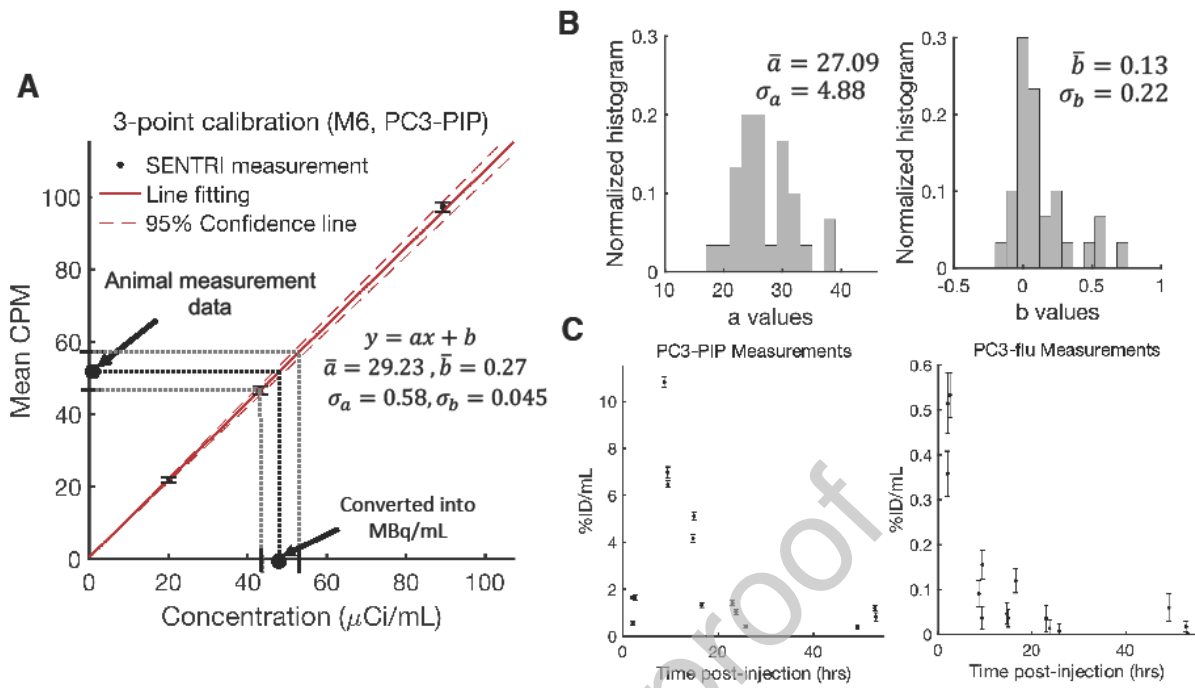 A
3-point calibration (M6, PC3-PIP)
SENTRI measurement
Line fitting
95% Confidence line
Animal measurement
data
y = ax + b
ā = 29.23 , b̄ = 0.27
σₐ = 0.58, σ_b = 0.045
Converted into
MBq/mL
Mean CPM
100
80
60
40
20
0
0 20 40 60 80 100
Concentration (μCi/mL)
B
ā = 27.09
σₐ = 4.88
Normalized histogram
0.3
0.2
0.1
0
10 20 30 40
a values
b̄ = 0.13
σ_b = 0.22
Normalized histogram
0.3
0.2
0.1
0
-0.5 0 0.5 1
b values
C
PC3-PIP Measurements
%ID/mL
10
8
6
4
2
0
0 20 40
Time post-injection (hrs)
PC3-flu Measurements
%ID/mL
0.6
0.5
0.4
0.3
0.2
0.1
0
0 20 40
Time post-injection (hrs)
proof